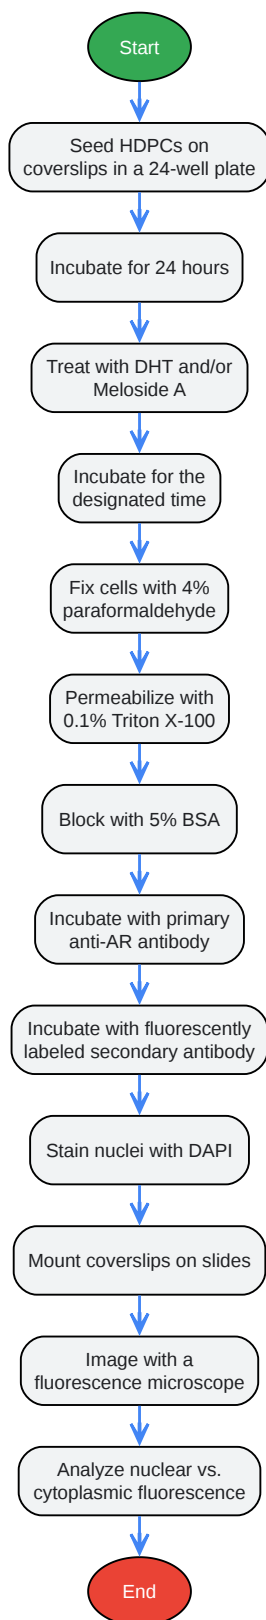 Start
Seed HDPCs on
coverslips in a 24-well plate
Incubate for 24 hours
Treat with DHT and/or
Meloside A
Incubate for the
designated time
Fix cells with 4%
paraformaldehyde
Permeabilize with
0.1% Triton X-100
Block with 5% BSA
Incubate with primary
anti-AR antibody
Incubate with fluorescently
labeled secondary antibody
Stain nuclei with DAPI
Mount coverslips on slides
Image with a
fluorescence microscope
Analyze nuclear vs.
cytoplasmic fluorescence
End